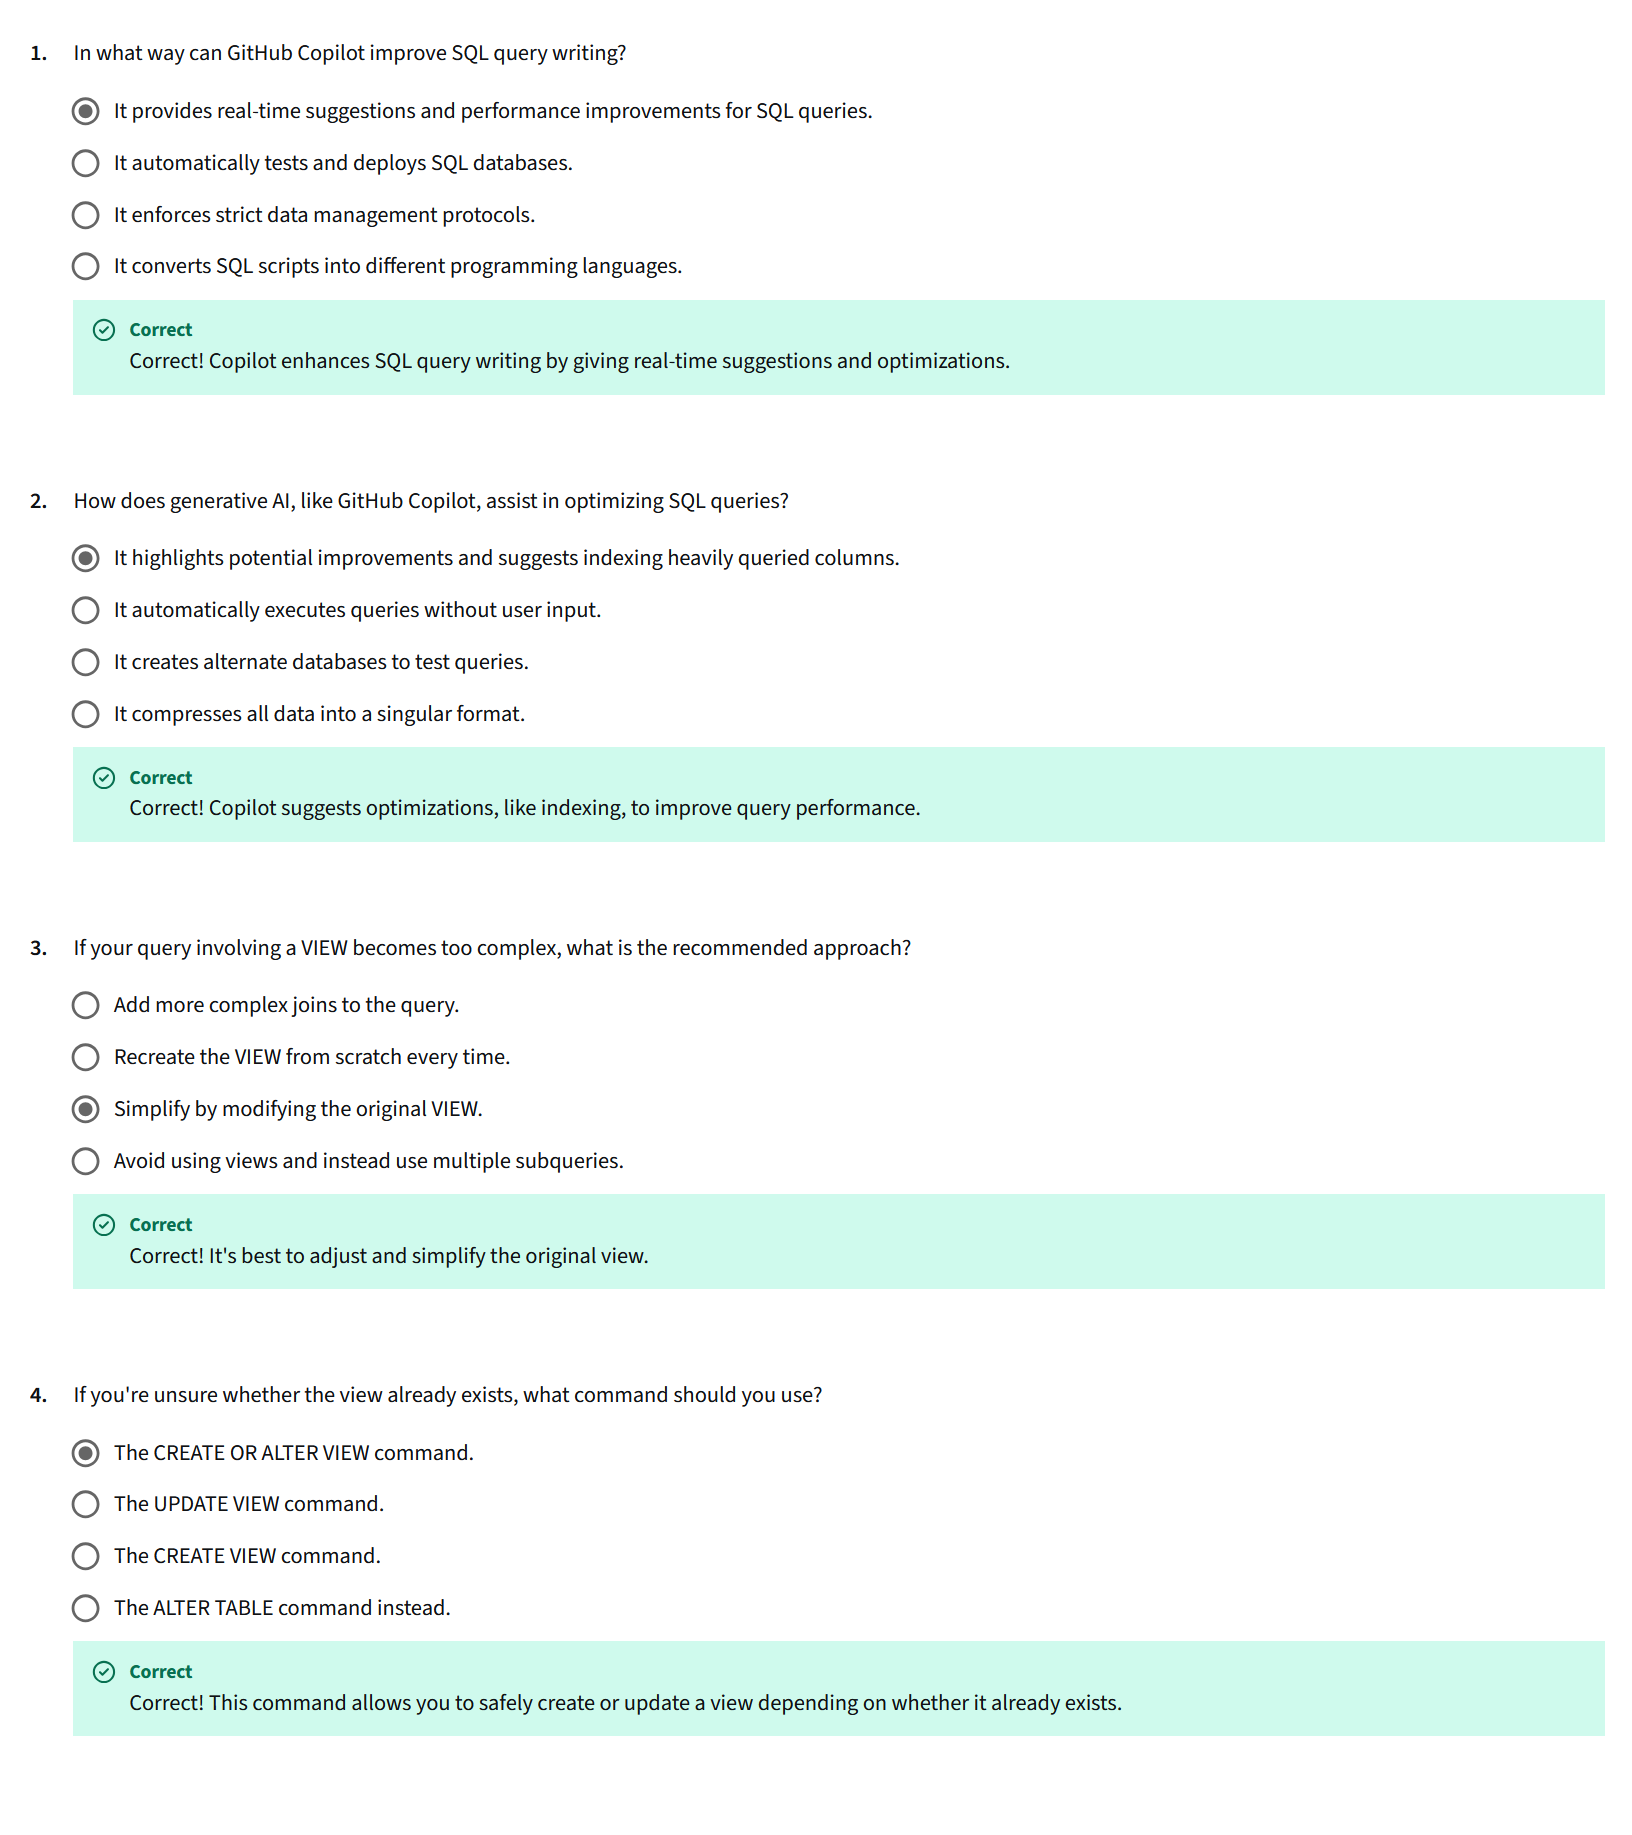 1. In what way can GitHub Copilot improve SQL query writing?
It provides real-time suggestions and performance improvements for SQL queries.
It automatically tests and deploys SQL databases.
It enforces strict data management protocols.
It converts SQL scripts into different programming languages.
Correct
Correct! Copilot enhances SQL query writing by giving real-time suggestions and optimizations.
2. How does generative AI, like GitHub Copilot, assist in optimizing SQL queries?
It highlights potential improvements and suggests indexing heavily queried columns.
It automatically executes queries without user input.
It creates alternate databases to test queries.
It compresses all data into a singular format.
Correct
Correct! Copilot suggests optimizations, like indexing, to improve query performance.
3. If your query involving a VIEW becomes too complex, what is the recommended approach?
Add more complex joins to the query.
Recreate the VIEW from scratch every time.
Simplify by modifying the original VIEW.
Avoid using views and instead use multiple subqueries.
Correct
Correct! It's best to adjust and simplify the original view.
4. If you're unsure whether the view already exists, what command should you use?
The CREATE OR ALTER VIEW command.
The UPDATE VIEW command.
The CREATE VIEW command.
The ALTER TABLE command instead.
Correct
Correct! This command allows you to safely create or update a view depending on whether it already exists.